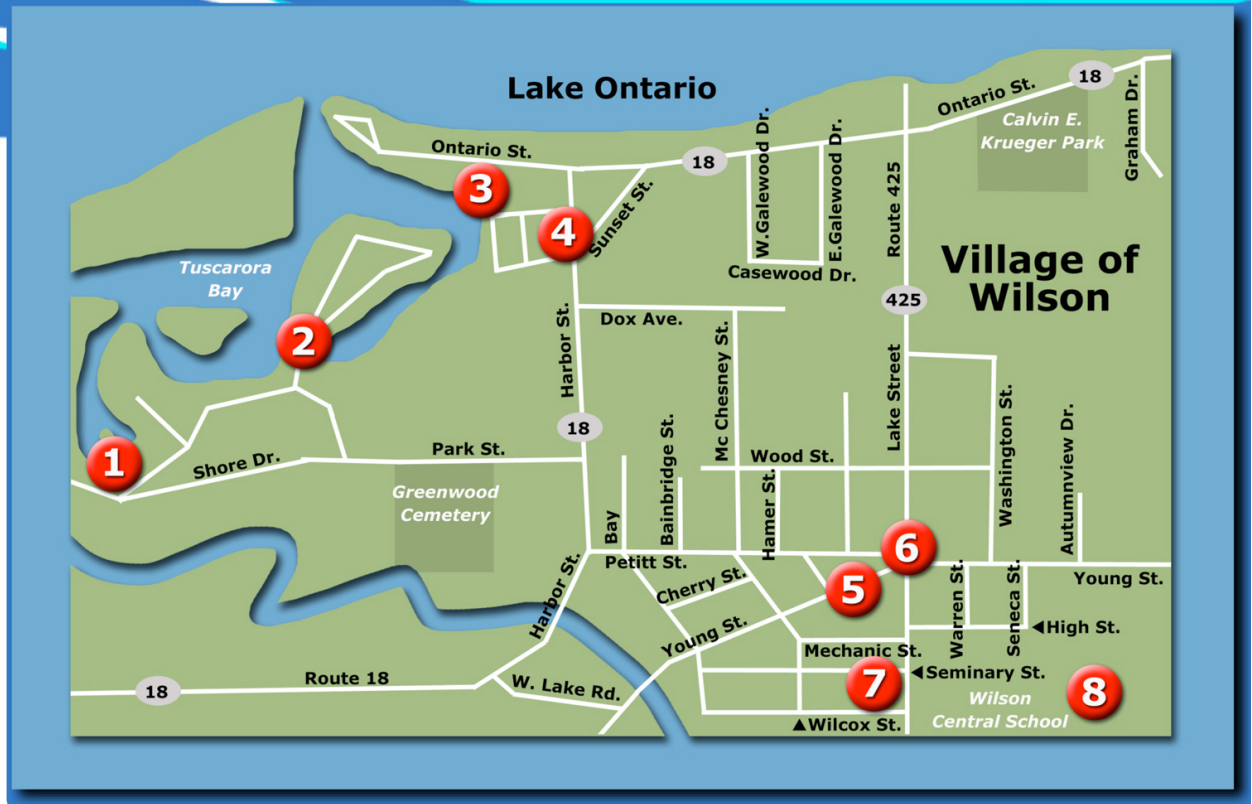 Lake Ontario
18
Ontario St.
Graham Dr.
Calvin E.
Krueger Park
Ontario St.
18
W.Galewood Dr.
E.Galewood Dr.
Route 425
3
4
Sunset St.
Casewood Dr.
Village of
Wilson
Tuscarora
Bay
425
2
Harbor St.
Dox Ave.
Mc Chesney St.
Lake Street
18
1
Shore Dr.
Park St.
Greenwood
Cemetery
Bay
Bainbridge St.
Wood St.
Hamer St.
Washington St.
Autumnview Dr.
6
Petitt St.
5
Young St.
Harbor St.
Cherry St.
Young St.
Warren St.
Seneca St.
◄High St.
Mechanic St.
◄Seminary St.
7
8
Wilson
Central School
18
Route 18
W. Lake Rd.
▲Wilcox St.